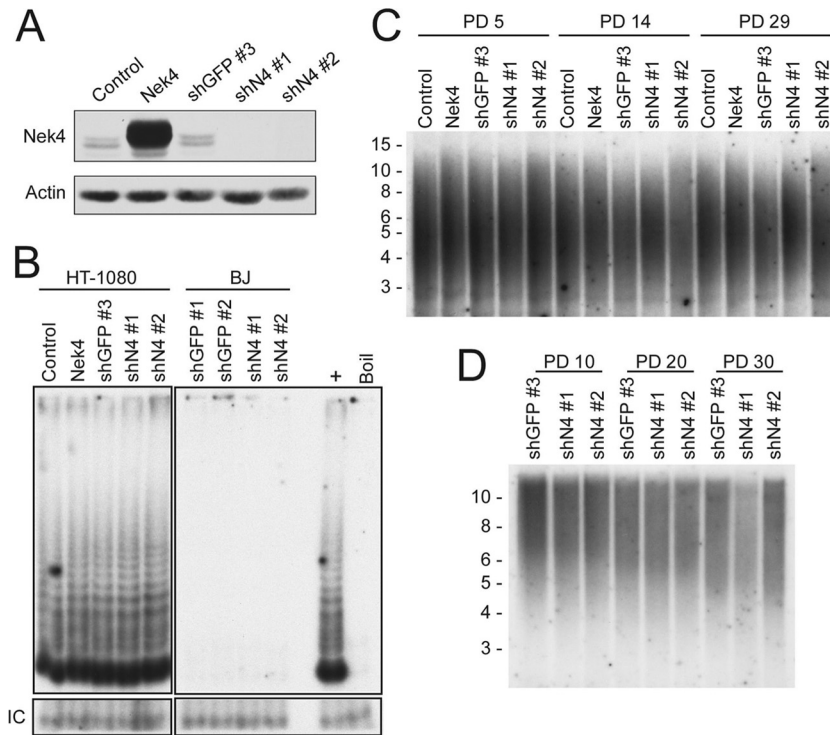 A
Control Nek4 shGFP #3 shN4 #1 shN4 #2
Nek4
Actin
B
HT-1080 BJ
Control Nek4 shGFP #3 shN4 #1 shN4 #2 shGFP #1 shGFP #2 shN4 #1 shN4 #2 + Boil
IC
C
PD 5 PD 14 PD 29
Control Nek4 shGFP #3 shN4 #1 shN4 #2 Control Nek4 shGFP #3 shN4 #1 shN4 #2 Control Nek4 shGFP #3 shN4 #1 shN4 #2
15 -
10 -
8 -
6 -
5 -
4 -
3 -
D
PD 10 PD 20 PD 30
shGFP #3 shN4 #1 shN4 #2 shGFP #3 shN4 #1 shN4 #2 shGFP #3 shN4 #1 shN4 #2
10 -
8 -
6 -
5 -
4 -
3 -